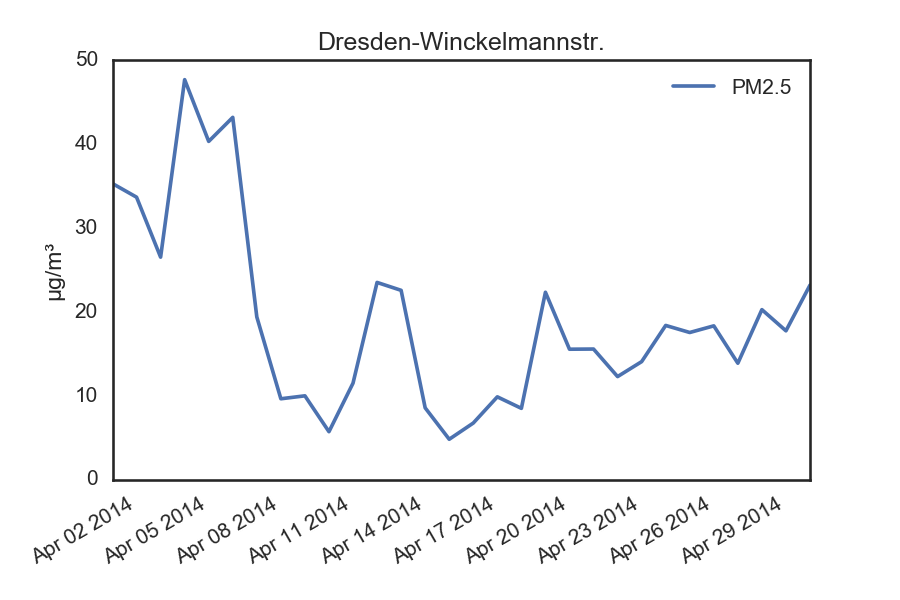 Dresden-Winckelmannstr.
PM2.5
µg/m³
50
40
30
20
10
0
Apr 02 2014
Apr 05 2014
Apr 08 2014
Apr 11 2014
Apr 14 2014
Apr 17 2014
Apr 20 2014
Apr 23 2014
Apr 26 2014
Apr 29 2014